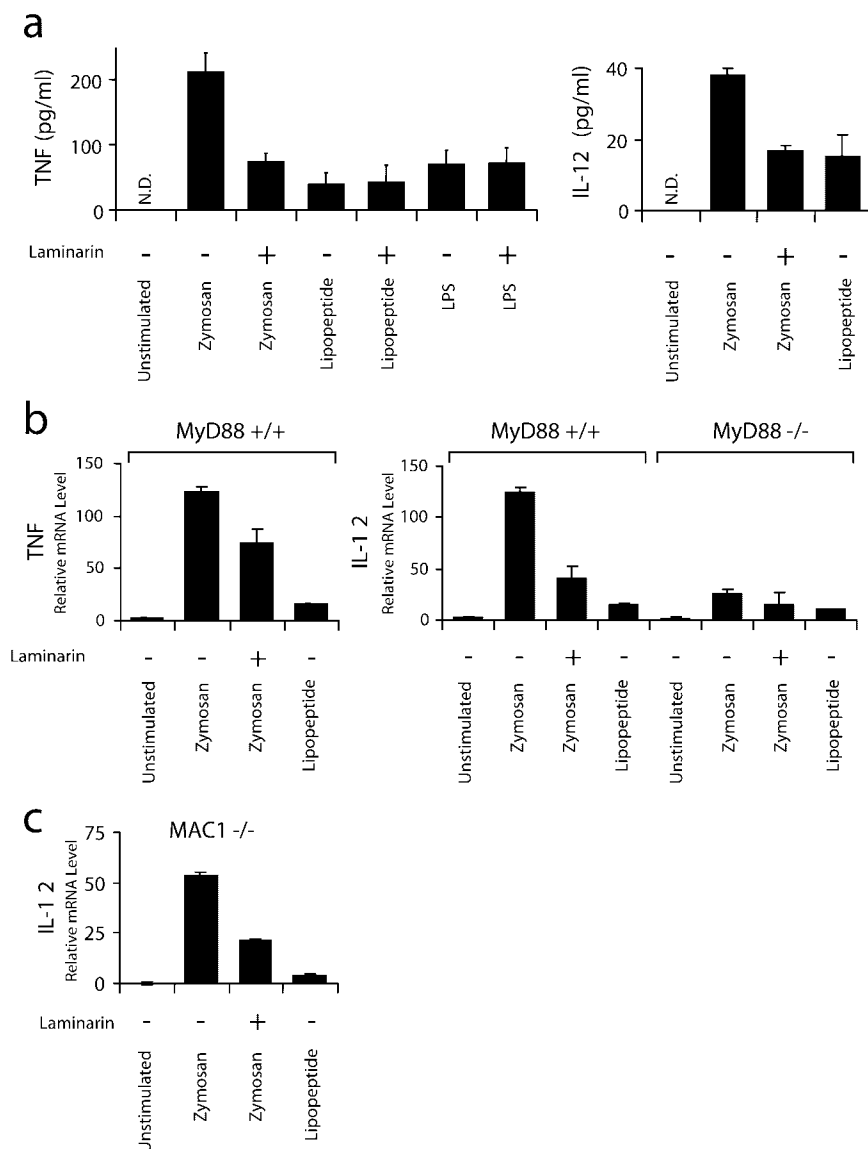 a
TNF (pg/ml)
200
100
0
N.D.
Laminarin
- - + - + - +
Unstimulated
Zymosan
Zymosan
Lipopeptide
Lipopeptide
LPS
LPS
IL-12 (pg/ml)
40
20
0
N.D.
- - + -
Unstimulated
Zymosan
Zymosan
Lipopeptide
b
MyD88 +/+
TNF
Relative mRNA Level
150
100
50
0
Laminarin
- - + -
Unstimulated
Zymosan
Zymosan
Lipopeptide
MyD88 +/+
MyD88 -/-
IL-1 2
Relative mRNA Level
150
100
50
0
- - + - - - + -
Unstimulated
Zymosan
Zymosan
Lipopeptide
Unstimulated
Zymosan
Zymosan
Lipopeptide
c
MAC1 -/-
IL-1 2
Relative mRNA Level
75
50
25
0
Laminarin
- - + -
Unstimulated
Zymosan
Zymosan
Lipopeptide